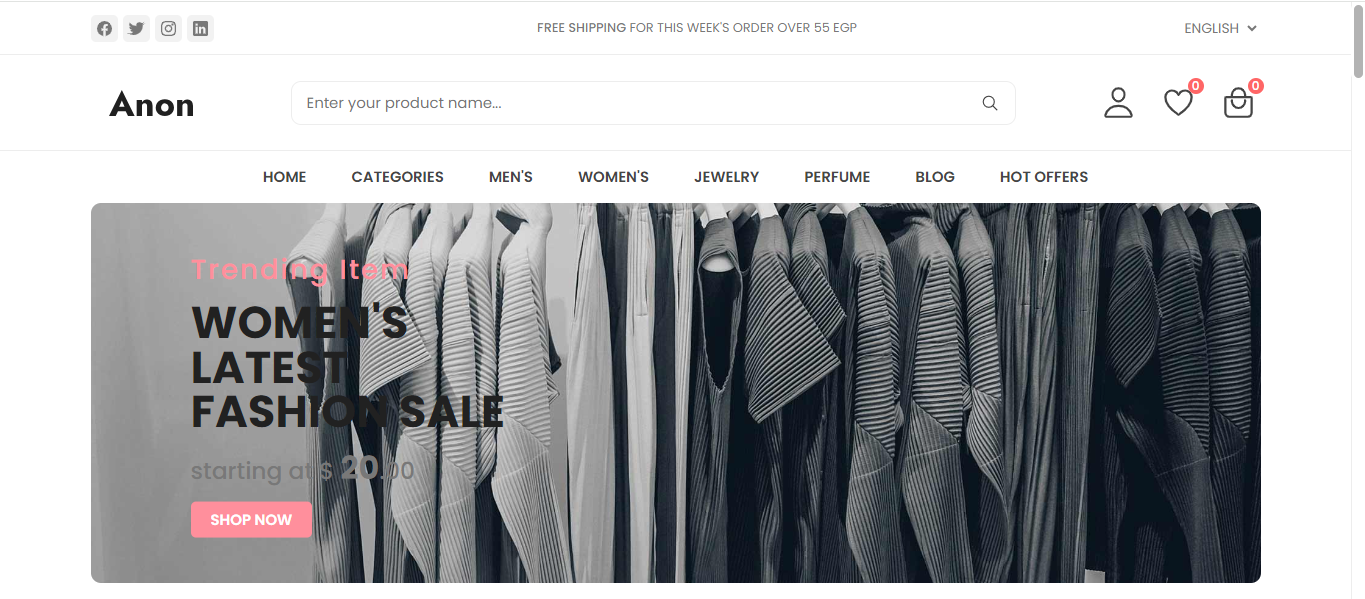 FREE SHIPPING FOR THIS WEEK'S ORDER OVER 55 EGP
ENGLISH
Anon
Enter your product name...
0
0
HOME CATEGORIES MEN'S WOMEN'S JEWELRY PERFUME BLOG HOT OFFERS
Trending Item
WOMEN'S
LATEST
FASHION SALE
starting at $ 20.00
SHOP NOW